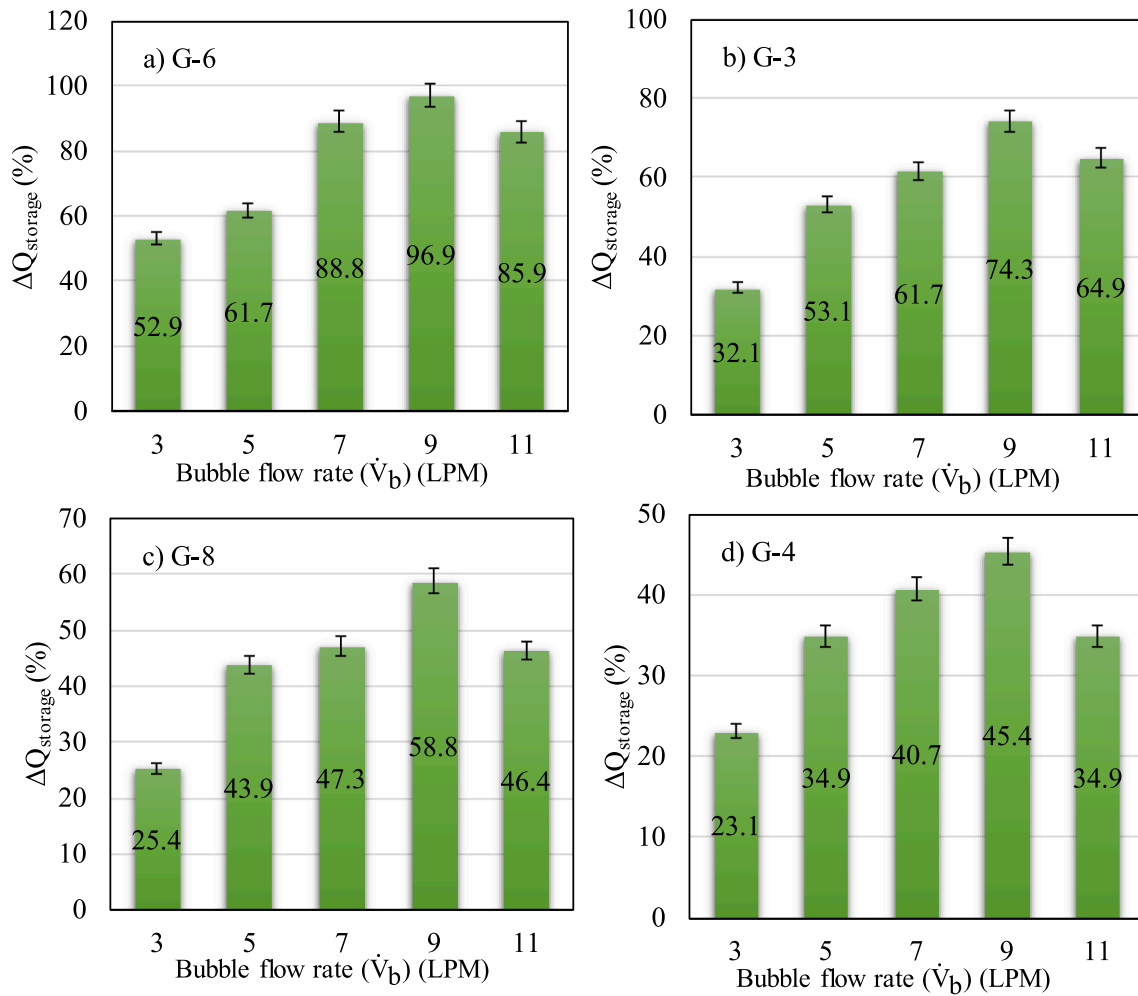 a) G-6
120
100
80
60
40
20
0
ΔQstorage (%)
52.9
61.7
88.8
96.9
85.9
3 5 7 9 11
Bubble flow rate (V̇b) (LPM)
b) G-3
100
80
60
40
20
0
ΔQstorage (%)
32.1
53.1
61.7
74.3
64.9
3 5 7 9 11
Bubble flow rate (V̇b) (LPM)
c) G-8
70
60
50
40
30
20
10
0
ΔQstorage (%)
25.4
43.9
47.3
58.8
46.4
3 5 7 9 11
Bubble flow rate (V̇b) (LPM)
d) G-4
50
40
30
20
10
0
ΔQstorage (%)
23.1
34.9
40.7
45.4
34.9
3 5 7 9 11
Bubble flow rate (V̇b) (LPM)